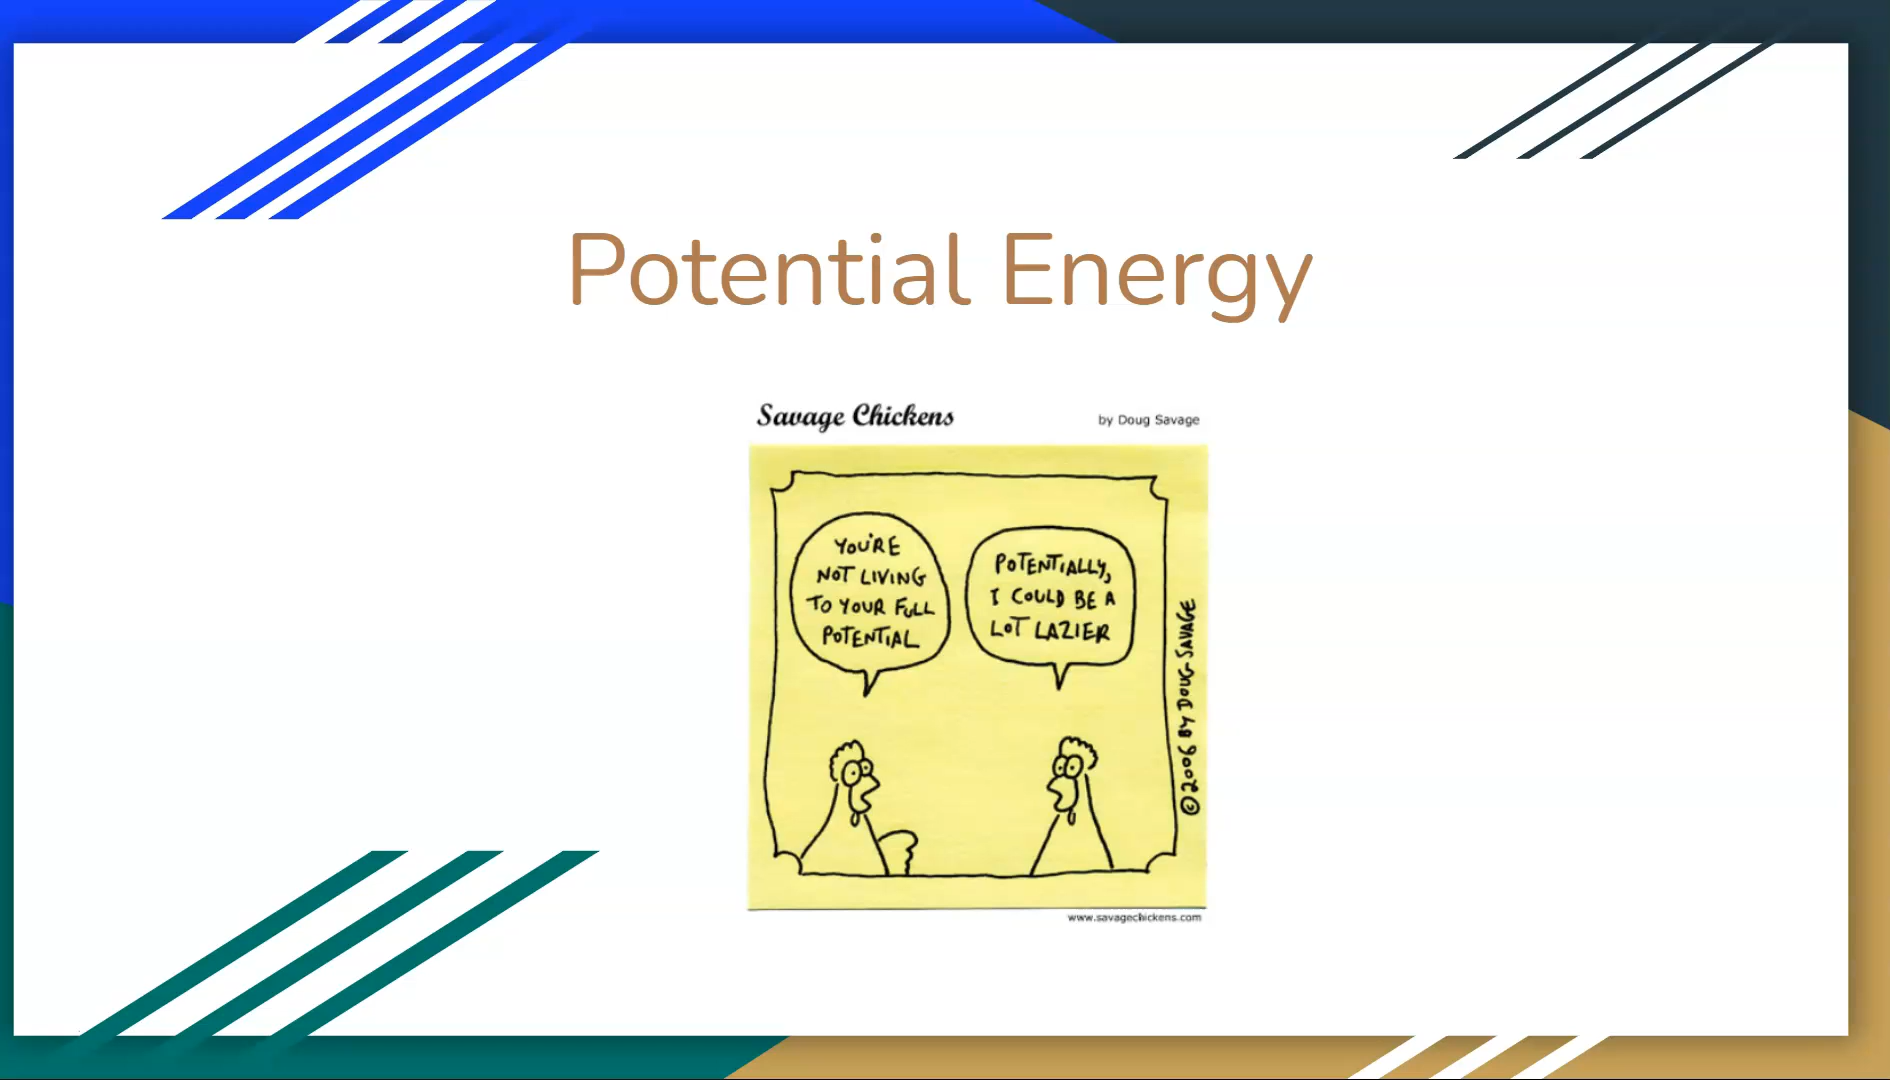 Potential Energy
Savage Chickens
by Doug Savage
YOU'RE
NOT LIVING
TO YOUR FULL
POTENTIAL
POTENTIALLY,
I COULD BE A
LOT LAZIER
©2006 BY DOUG SAVAGE
www.savagechickens.com